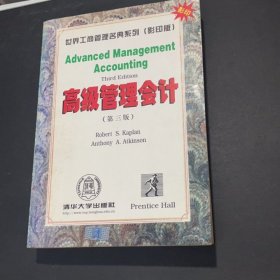 世界工商管理名典系列（影印版）
Advanced Management
Accounting
Third Edition
高级管理会计
（第三版）
Robert S. Kaplan
Anthony A. Atkinson
清华大学出版社
Prentice Hall